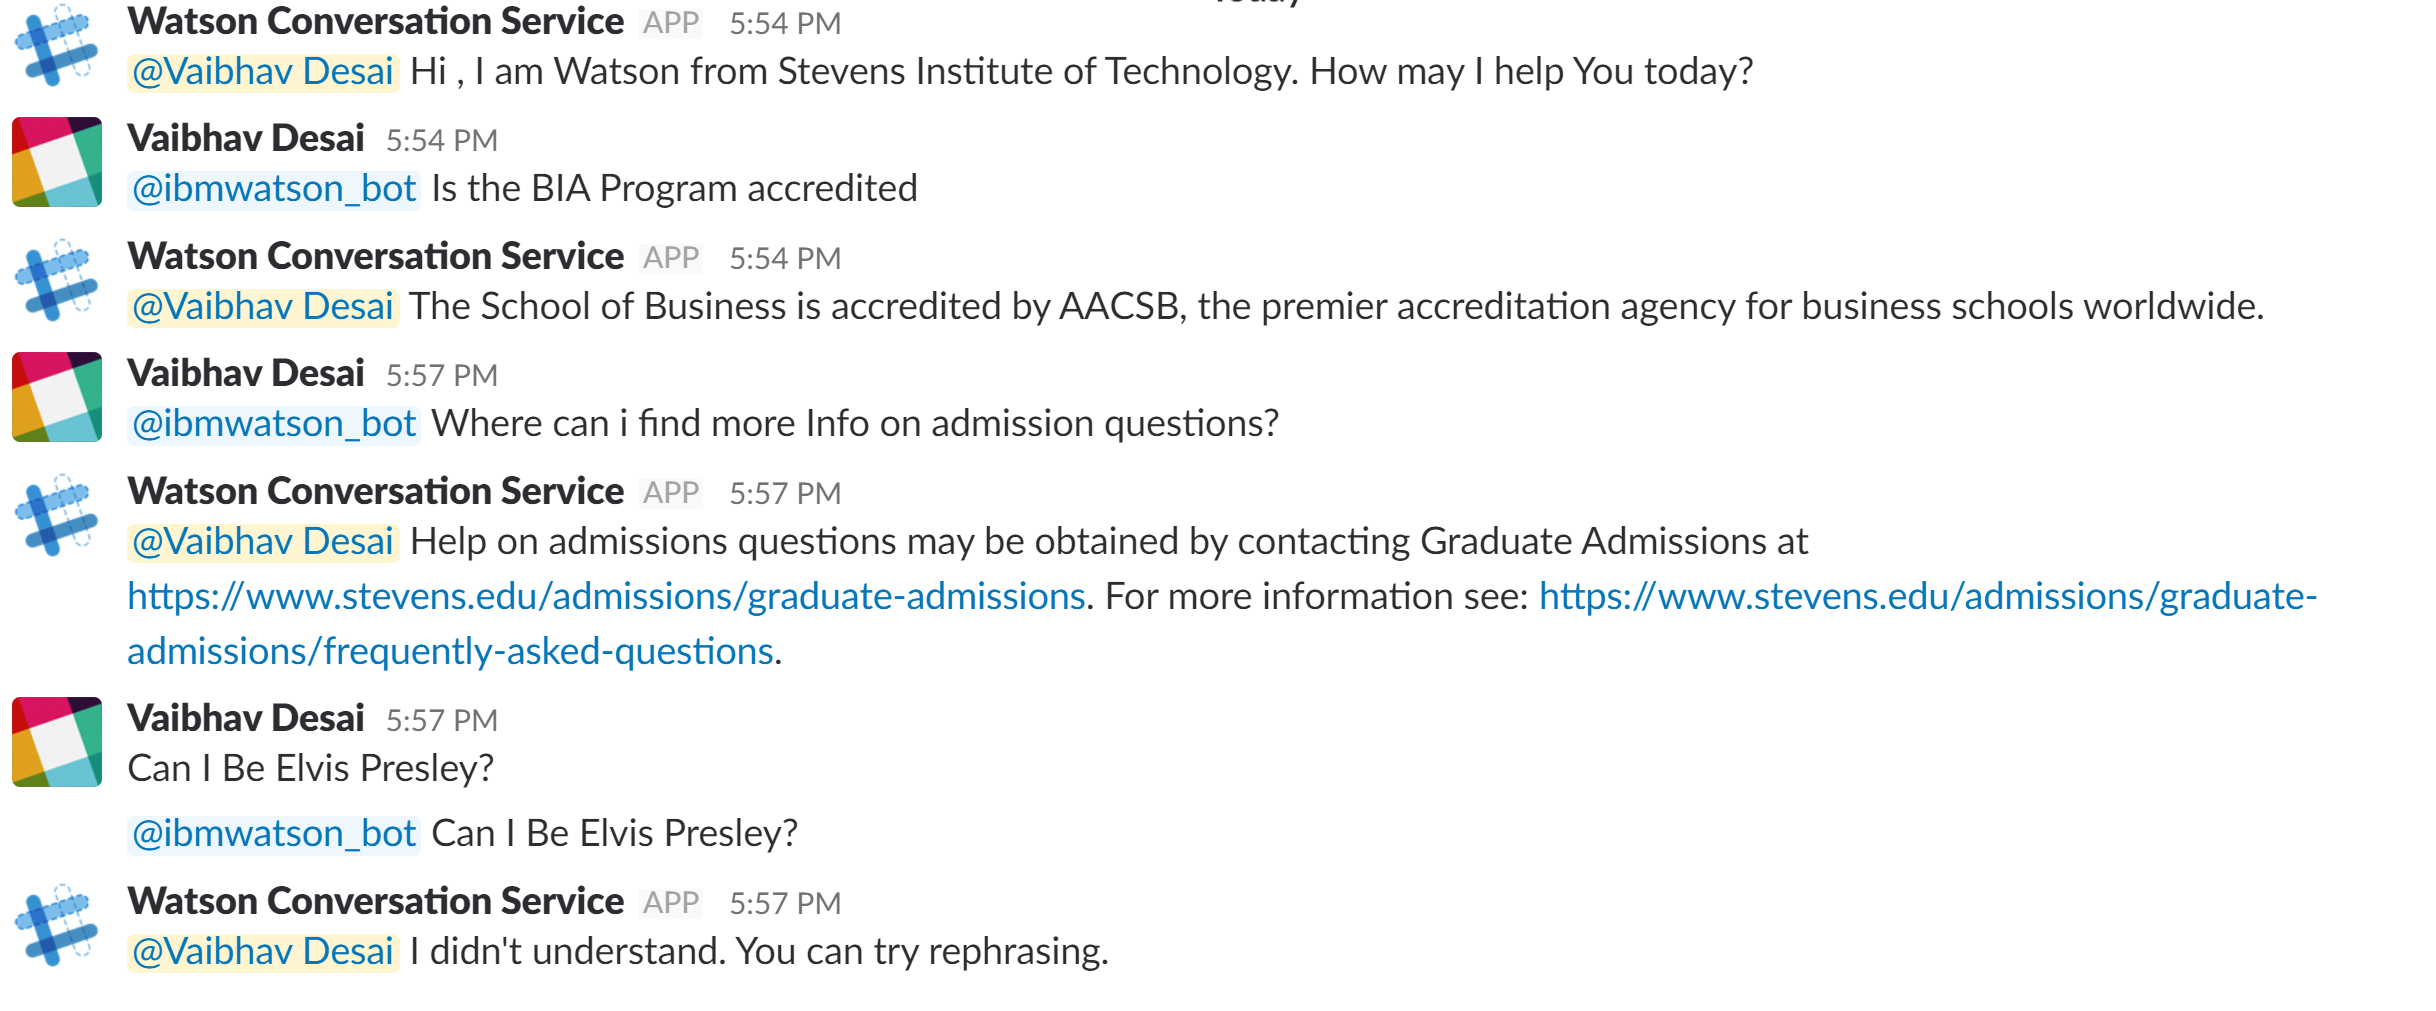 Watson Conversation Service APP 5:54 PM
@Vaibhav Desai Hi , I am Watson from Stevens Institute of Technology. How may I help You today?
Vaibhav Desai 5:54 PM
@ibmwatson_bot Is the BIA Program accredited
Watson Conversation Service APP 5:54 PM
@Vaibhav Desai The School of Business is accredited by AACSB, the premier accreditation agency for business schools worldwide.
Vaibhav Desai 5:57 PM
@ibmwatson_bot Where can i find more Info on admission questions?
Watson Conversation Service APP 5:57 PM
@Vaibhav Desai Help on admissions questions may be obtained by contacting Graduate Admissions at
https://www.stevens.edu/admissions/graduate-admissions. For more information see: https://www.stevens.edu/admissions/graduate-
admissions/frequently-asked-questions.
Vaibhav Desai 5:57 PM
Can I Be Elvis Presley?
@ibmwatson_bot Can I Be Elvis Presley?
Watson Conversation Service APP 5:57 PM
@Vaibhav Desai I didn't understand. You can try rephrasing.